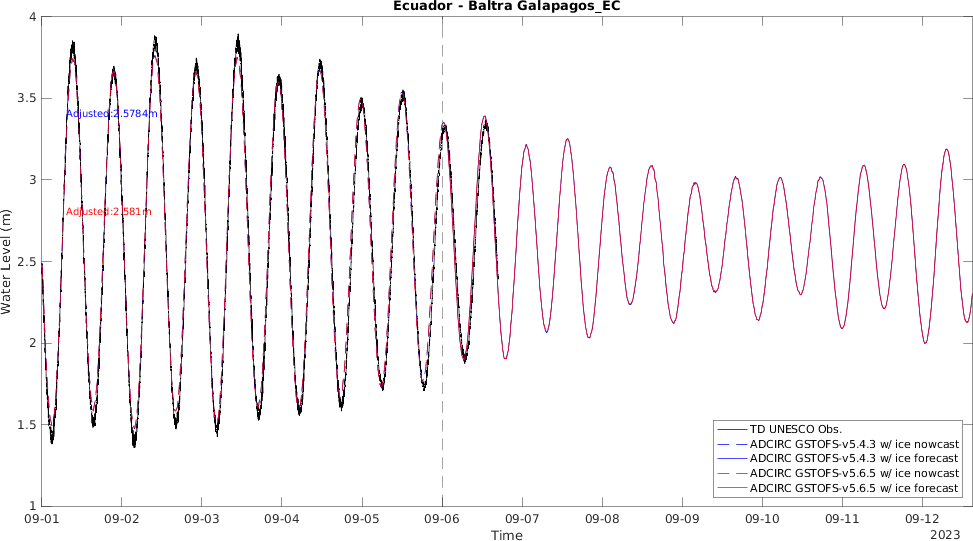 Ecuador - Baltra Galapagos_EC
4
3.5
3
2.5
2
1.5
1
Water Level (m)
Adjusted:2.5784m
Adjusted:2.581m
TD UNESCO Obs.
ADCIRC GSTOFS-v5.4.3 w/ ice nowcast
ADCIRC GSTOFS-v5.4.3 w/ ice forecast
ADCIRC GSTOFS-v5.6.5 w/ ice nowcast
ADCIRC GSTOFS-v5.6.5 w/ ice forecast
09-01 09-02 09-03 09-04 09-05 09-06 09-07 09-08 09-09 09-10 09-11 09-12
2023
Time